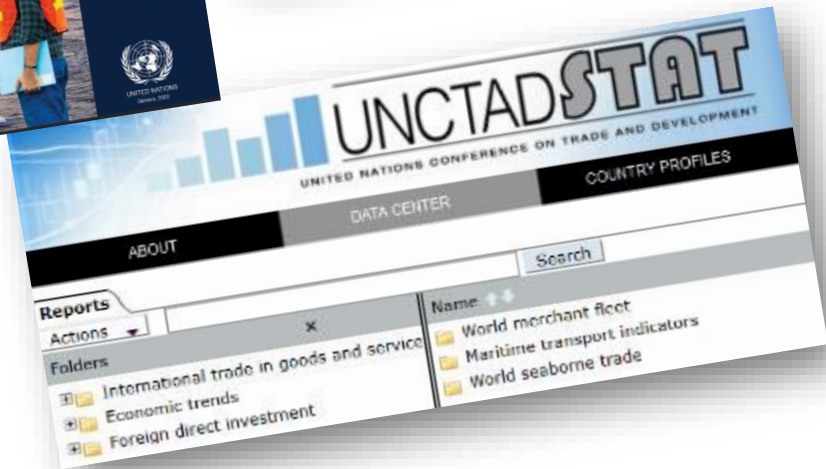 UNITED NATIONS
Geneva, 2020
UNCTADSTAT
UNITED NATIONS CONFERENCE ON TRADE AND DEVELOPMENT
ABOUT
DATA CENTER
COUNTRY PROFILES
Search
Reports
Actions
Folders
International trade in goods and service
Economic trends
Foreign direct investment
Name
World merchant fleet
Maritime transport indicators
World seaborne trade